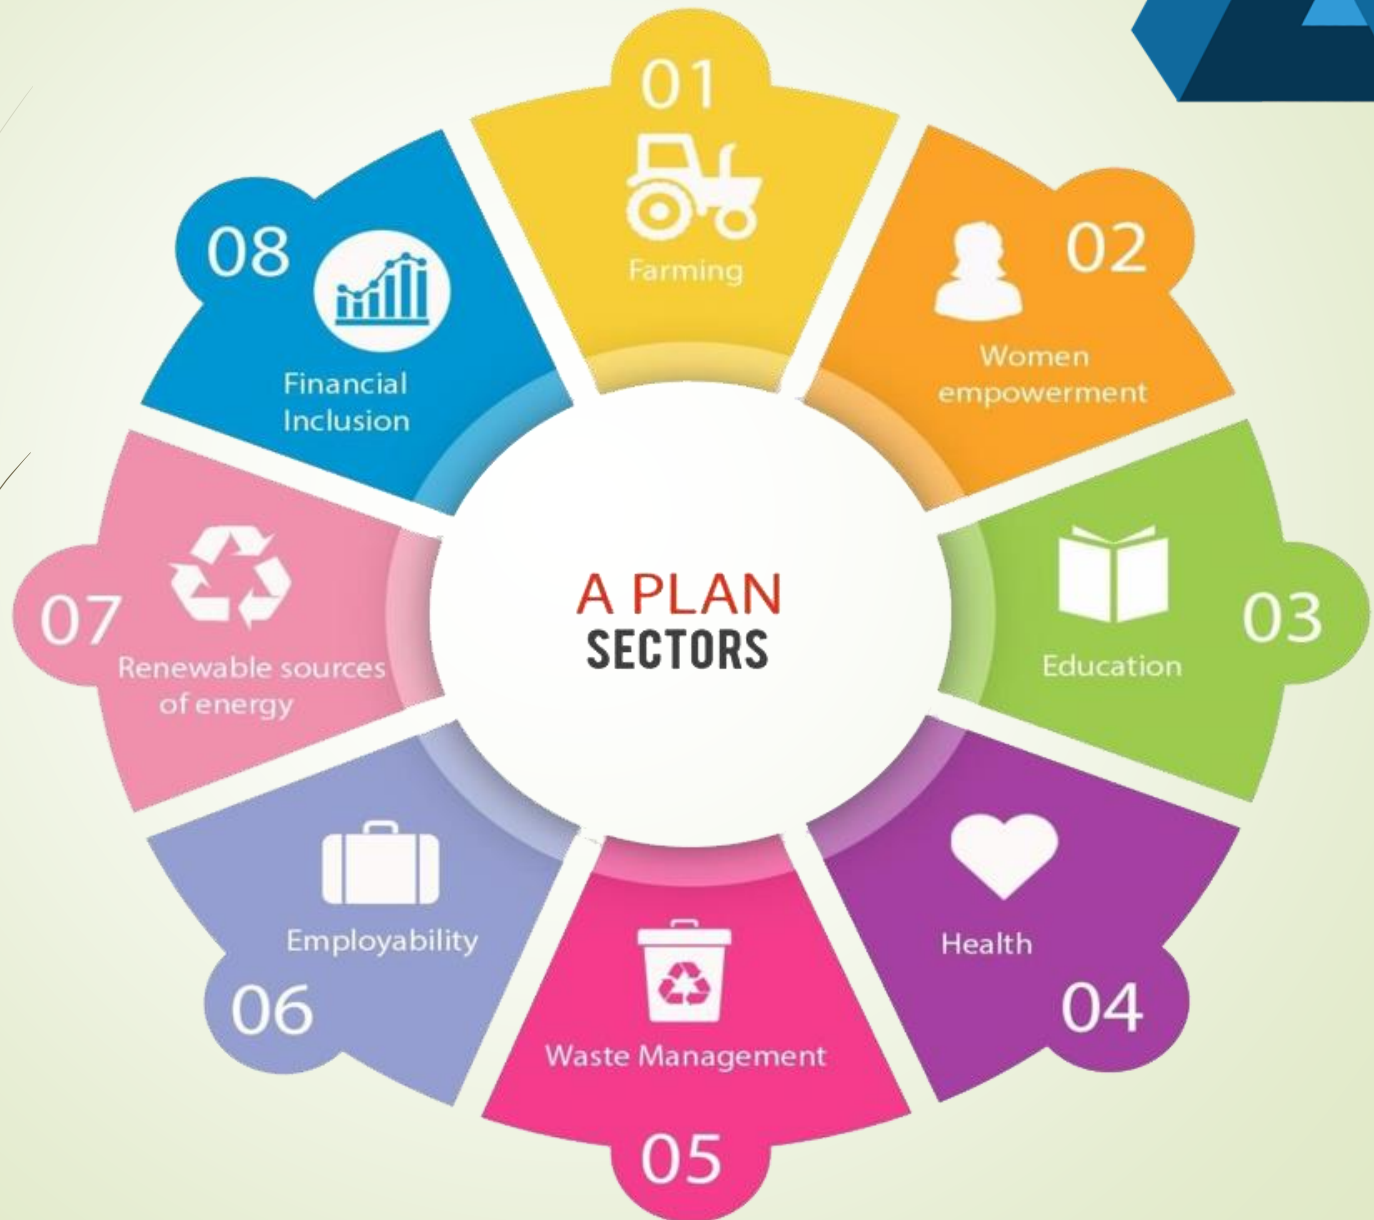 A PLAN
SECTORS
01
Farming
02
Women
empowerment
03
Education
04
Health
05
Waste Management
06
Employability
07
Renewable sources
of energy
08
Financial
Inclusion